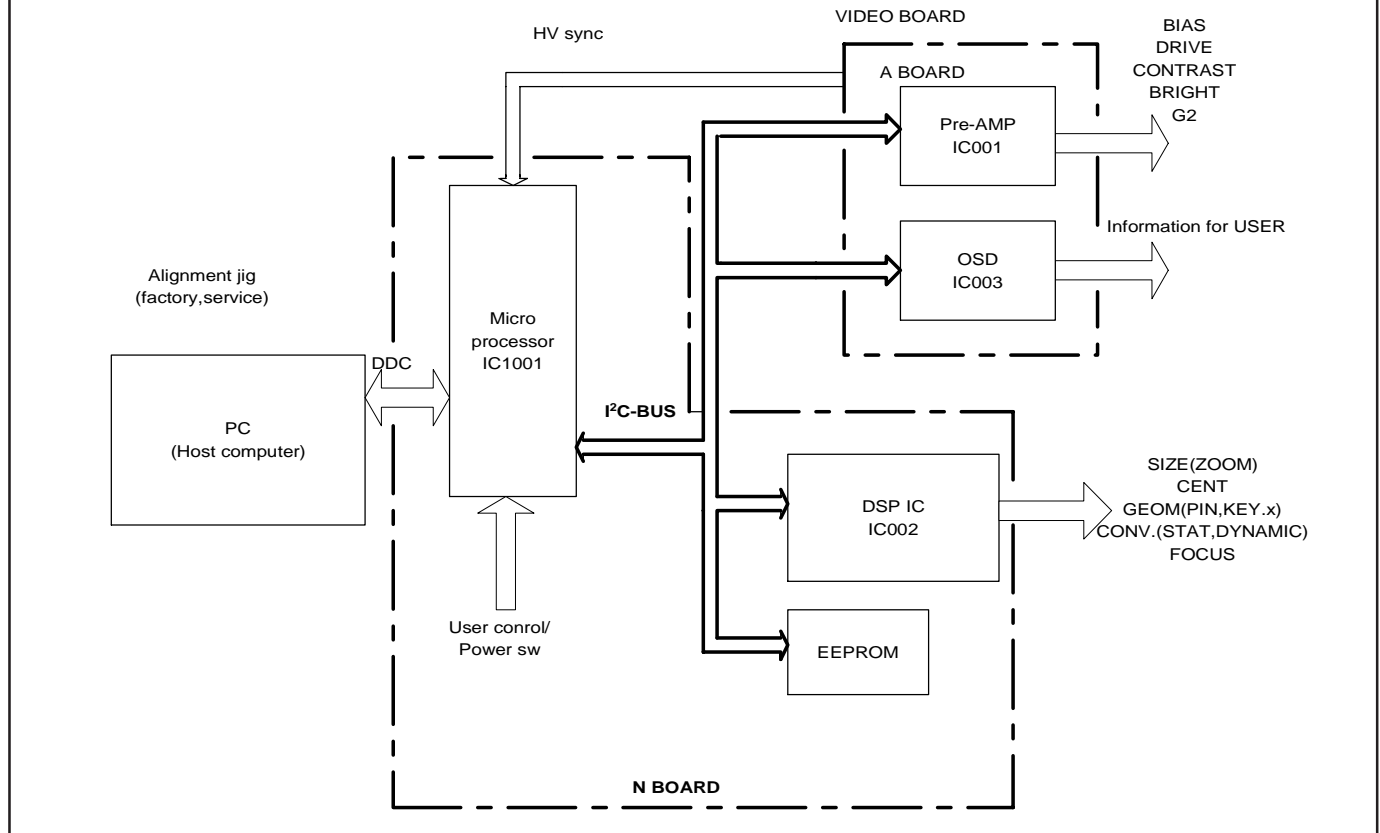 VIDEO BOARD
HV sync
A BOARD
Pre-AMP
IC001
BIAS
DRIVE
CONTRAST
BRIGHT
G2
OSD
IC003
Information for USER
Alignment jig
(factory,service)
Micro
processor
IC1001
DDC
PC
(Host computer)
I²C-BUS
DSP IC
IC002
SIZE(ZOOM)
CENT
GEOM(PIN,KEY.x)
CONV.(STAT,DYNAMIC)
FOCUS
User conrol/
Power sw
EEPROM
N BOARD